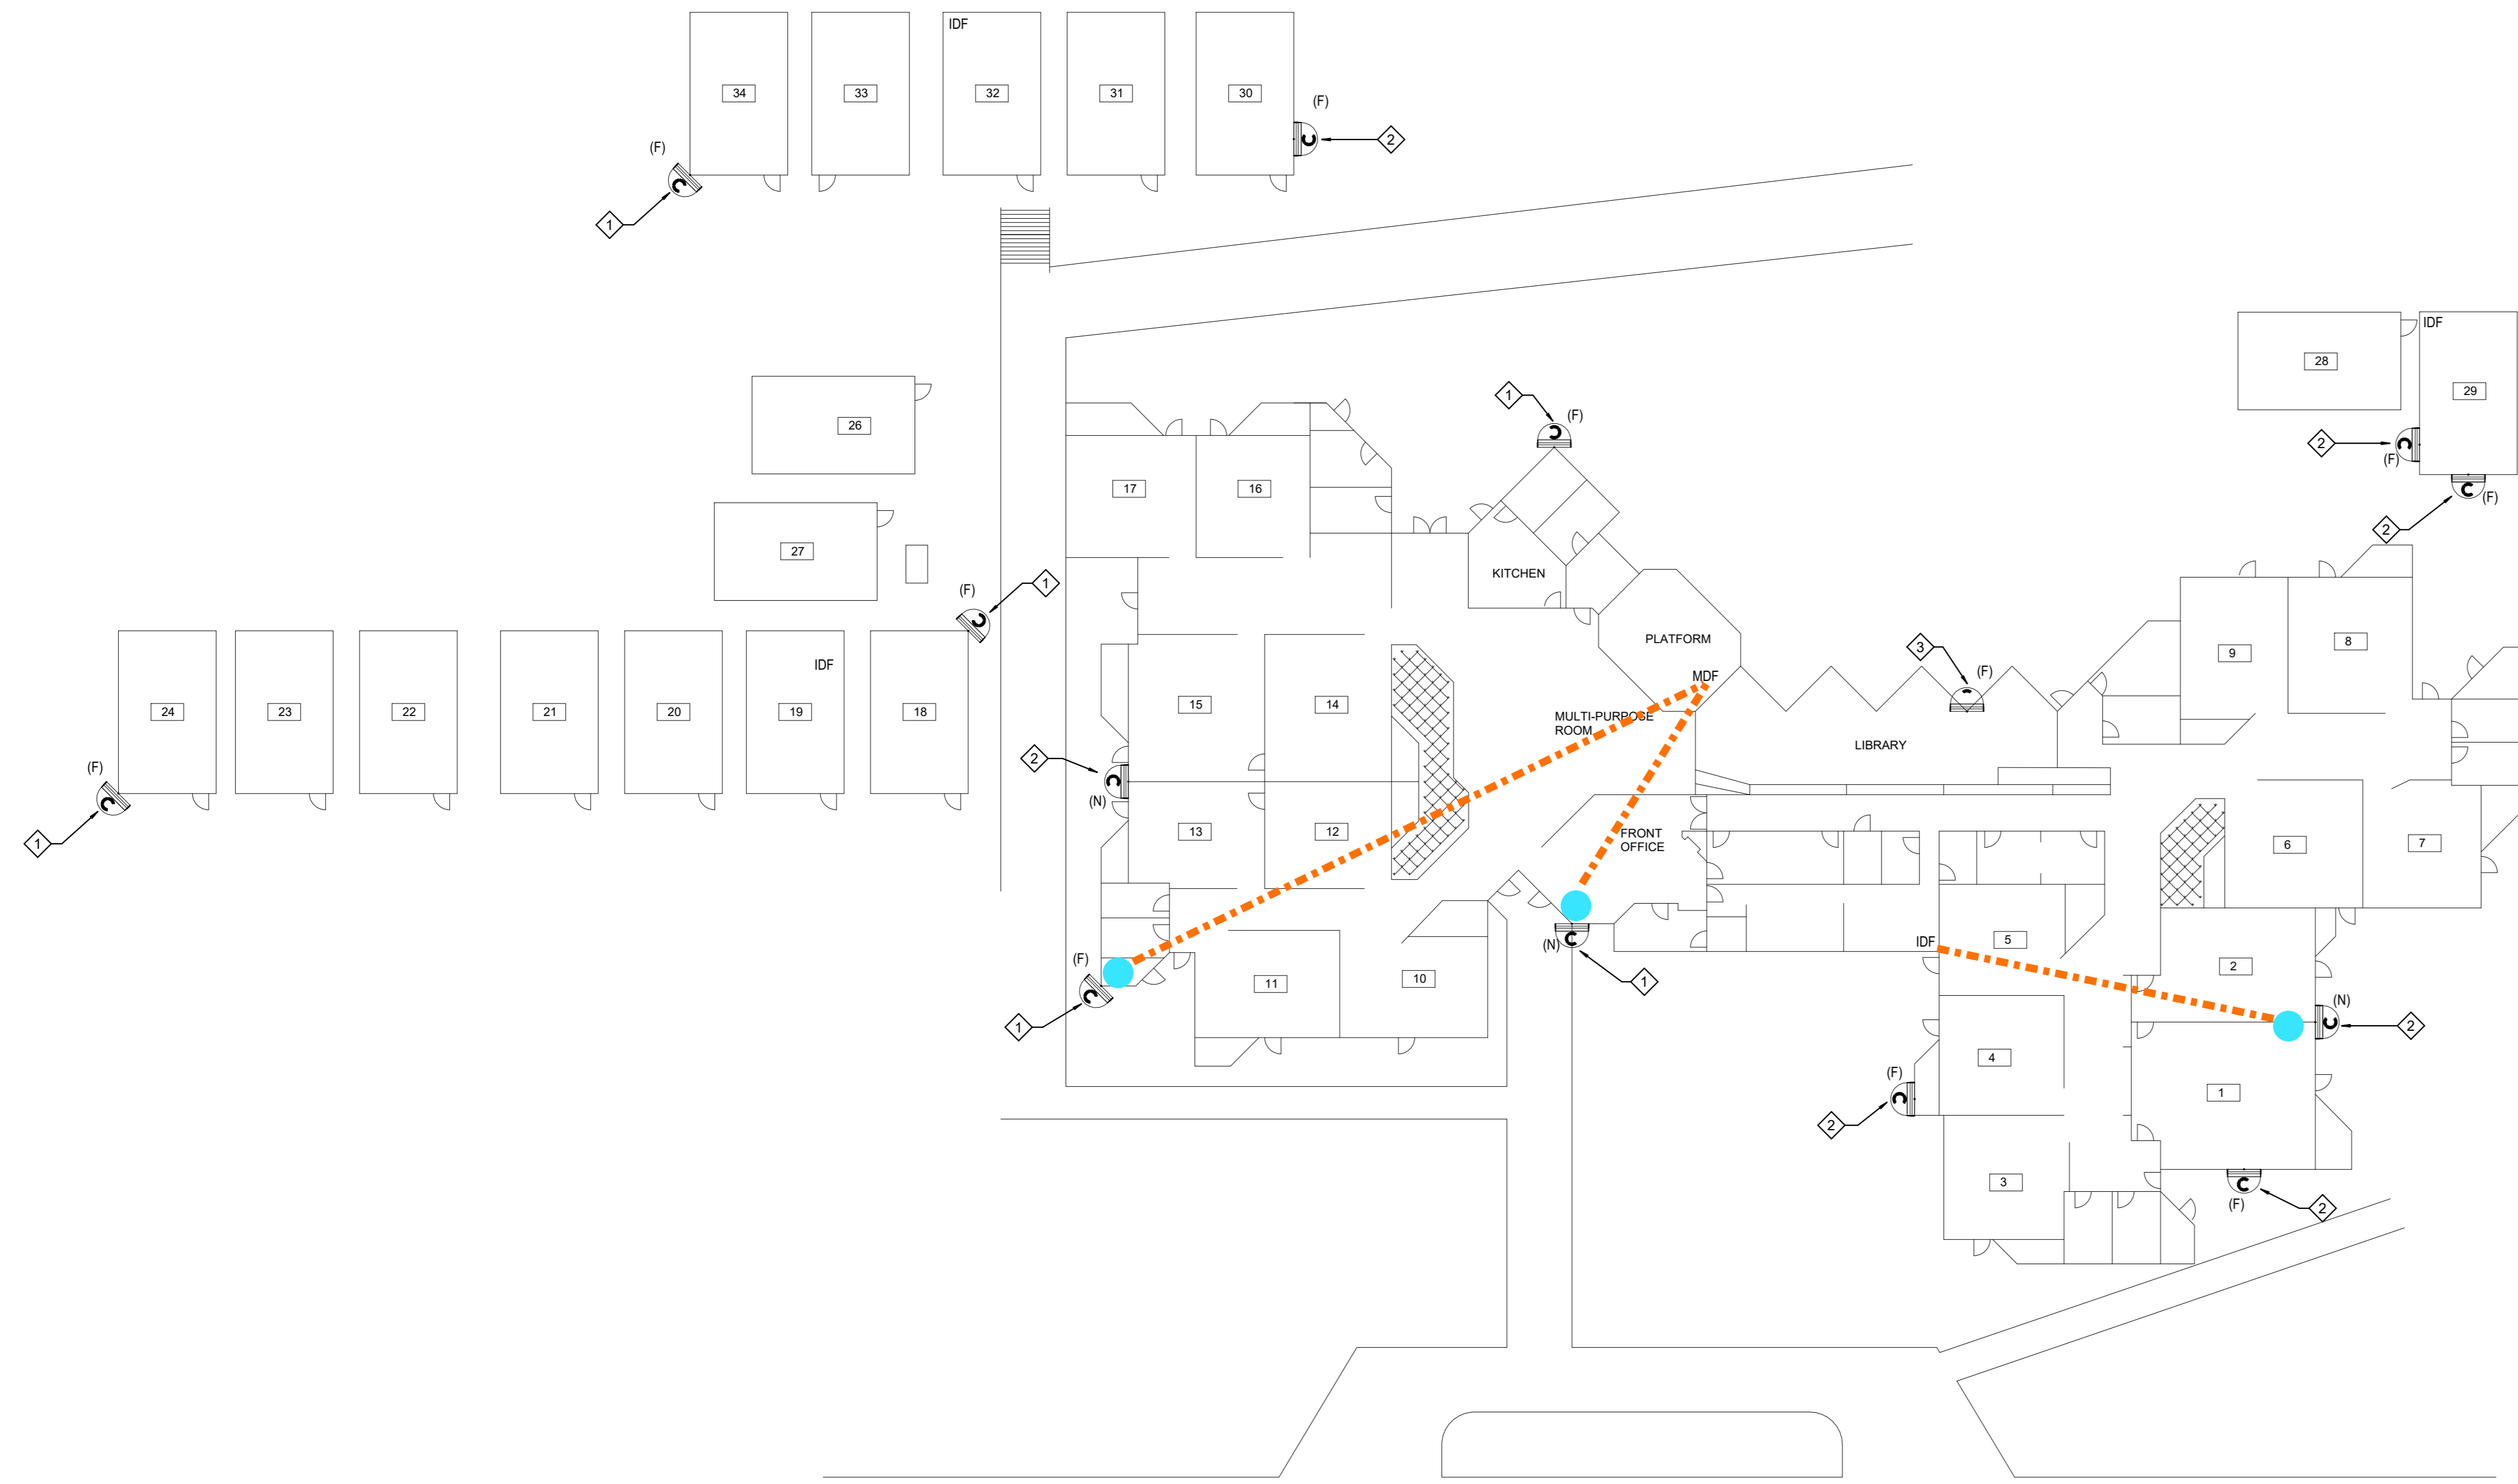 IDF
34
33
32
31
30
(F)
2
(F)
1
IDF
28
29
26
1
(F)
2
(F)
(F)
2
17
16
27
KITCHEN
1
(F)
PLATFORM
9
8
3
(F)
MDF
IDF
24
23
22
21
20
19
18
15
14
MULTI-PURPOSE
ROOM
LIBRARY
2
(F)
(N)
1
13
12
FRONT
OFFICE
6
7
5
IDF
(N)
(F)
2
11
10
1
(N)
2
1
4
(F)
1
2
3
(F)
2